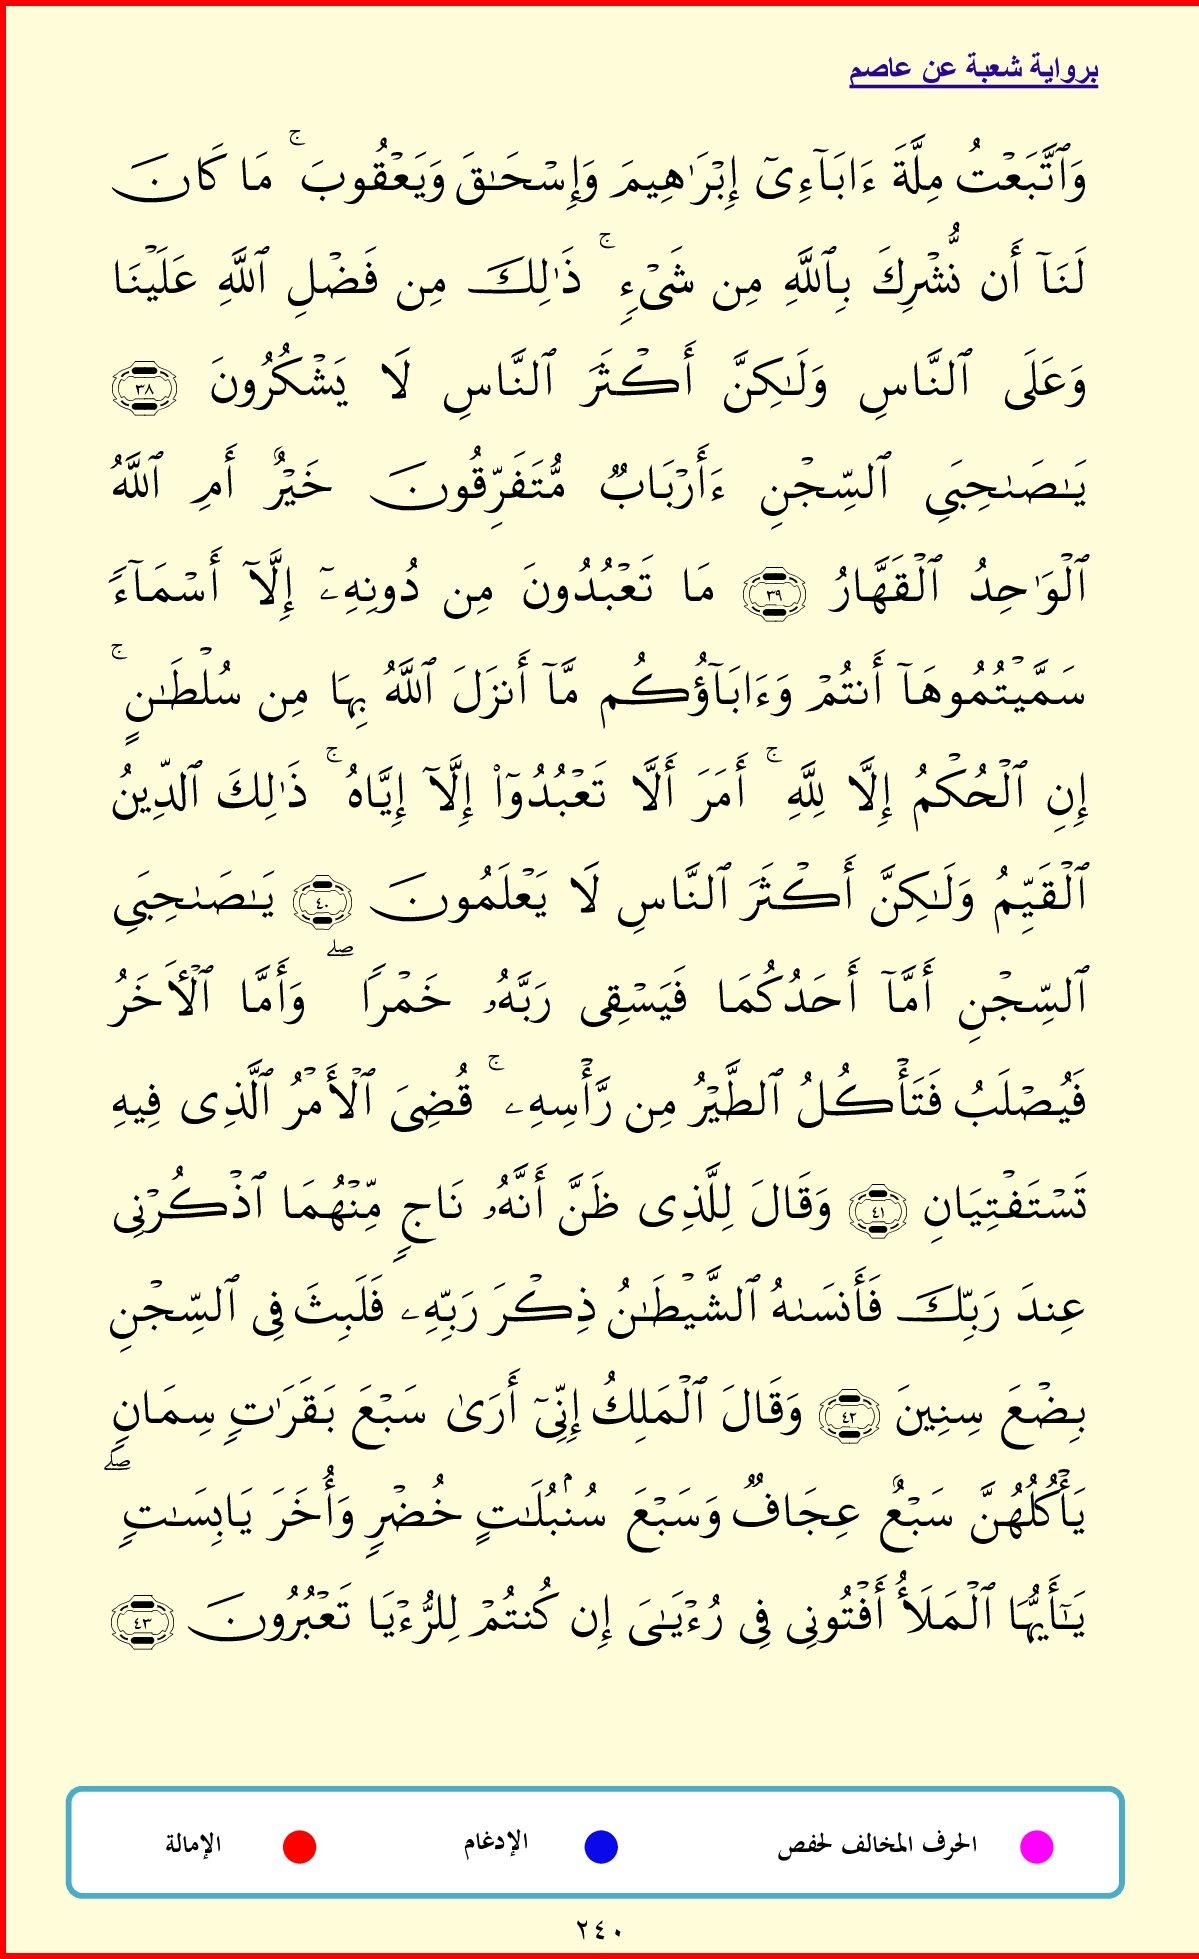 برواية شعبة عن عاصم
وَٱتَّبَعۡتُ مِلَّةَ ءَابَآءِىٓ إِبۡرَٰهِيمَ وَإِسۡحَٰقَ وَيَعۡقُوبَۚ مَا كَانَ
لَنَآ أَن نُّشۡرِكَ بِٱللَّهِ مِن شَىۡءٍۚ ذَٰلِكَ مِن فَضۡلِ ٱللَّهِ عَلَيۡنَا
وَعَلَى ٱلنَّاسِ وَلَٰكِنَّ أَكۡثَرَ ٱلنَّاسِ لَا يَشۡكُرُونَ ٣٨
يَٰصَٰحِبَىِ ٱلسِّجۡنِ ءَأَرۡبَابٌ مُّتَفَرِّقُونَ خَيۡرٌ أَمِ ٱللَّهُ
ٱلۡوَٰحِدُ ٱلۡقَهَّارُ ٣٩ مَا تَعۡبُدُونَ مِن دُونِهِۦٓ إِلَّآ أَسۡمَآءً
سَمَّيۡتُمُوهَآ أَنتُمۡ وَءَابَآؤُكُم مَّآ أَنزَلَ ٱللَّهُ بِهَا مِن سُلۡطَٰنٍۚ
إِنِ ٱلۡحُكۡمُ إِلَّا لِلَّهِۚ أَمَرَ أَلَّا تَعۡبُدُوٓاْ إِلَّآ إِيَّاهُۚ ذَٰلِكَ ٱلدِّينُ
ٱلۡقَيِّمُ وَلَٰكِنَّ أَكۡثَرَ ٱلنَّاسِ لَا يَعۡلَمُونَ ٤٠ يَٰصَٰحِبَىِ
ٱلسِّجۡنِ أَمَّآ أَحَدُكُمَا فَيَسۡقِى رَبَّهُۥ خَمۡرًاۖ وَأَمَّا ٱلۡأٓخَرُ
فَيُصۡلَبُ فَتَأۡكُلُ ٱلطَّيۡرُ مِن رَّأۡسِهِۦۚ قُضِىَ ٱلۡأَمۡرُ ٱلَّذِى فِيهِ
تَسۡتَفۡتِيَانِ ٤١ وَقَالَ لِلَّذِى ظَنَّ أَنَّهُۥ نَاجٍ مِّنۡهُمَا ٱذۡكُرۡنِى
عِندَ رَبِّكَ فَأَنسَىٰهُ ٱلشَّيۡطَٰنُ ذِكۡرَ رَبِّهِۦ فَلَبِثَ فِى ٱلسِّجۡنِ
بِضۡعَ سِنِينَ ٤٢ وَقَالَ ٱلۡمَلِكُ إِنِّىٓ أَرَىٰ سَبۡعَ بَقَرَٰتٍ سِمَانٍ
يَأۡكُلُهُنَّ سَبۡعٌ عِجَافٌ وَسَبۡعَ سُنۢبُلَٰتٍ خُضۡرٍ وَأُخَرَ يَابِسَٰتٍۖ
يَٰٓأَيُّهَا ٱلۡمَلَأُ أَفۡتُونِى فِى رُءۡيَٰىَ إِن كُنتُمۡ لِلرُّءۡيَا تَعۡبُرُونَ ٤٣
الحرف المخالف لحفص الإدغام الإمالة
٢٤٠